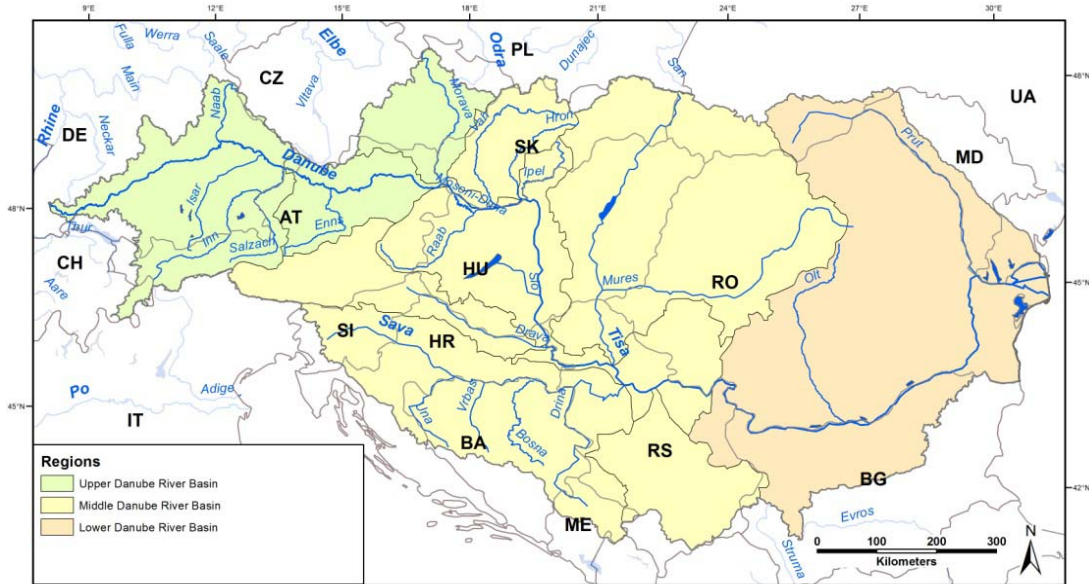 9°E 12°E 15°E 18°E 21°E 24°E 27°E 30°E
Fulla
Werra
Saale
Elbe
Odra
PL
Dunajec
San
CZ
Main
Vltava
Naab
Morava
48°N
UA
Rhine
DE
Neckar
Danube
Vah
Hron
SK
Ipel
Prut
MD
48°N
Isar
Mosoni-Duna
Thur
Inn
AT
Salzach
Enns
Raab
CH
HU
Sio
Mures
RO
Olt
45°N
Aare
SI
Sava
HR
Drava
Tisa
Po
Adige
45°N
IT
Una
Vrbas
Drina
Bosna
BA
RS
BG
42°N
ME
Evros
Struma
Regions
Upper Danube River Basin
Middle Danube River Basin
Lower Danube River Basin
0 100 200 300
Kilometers
N